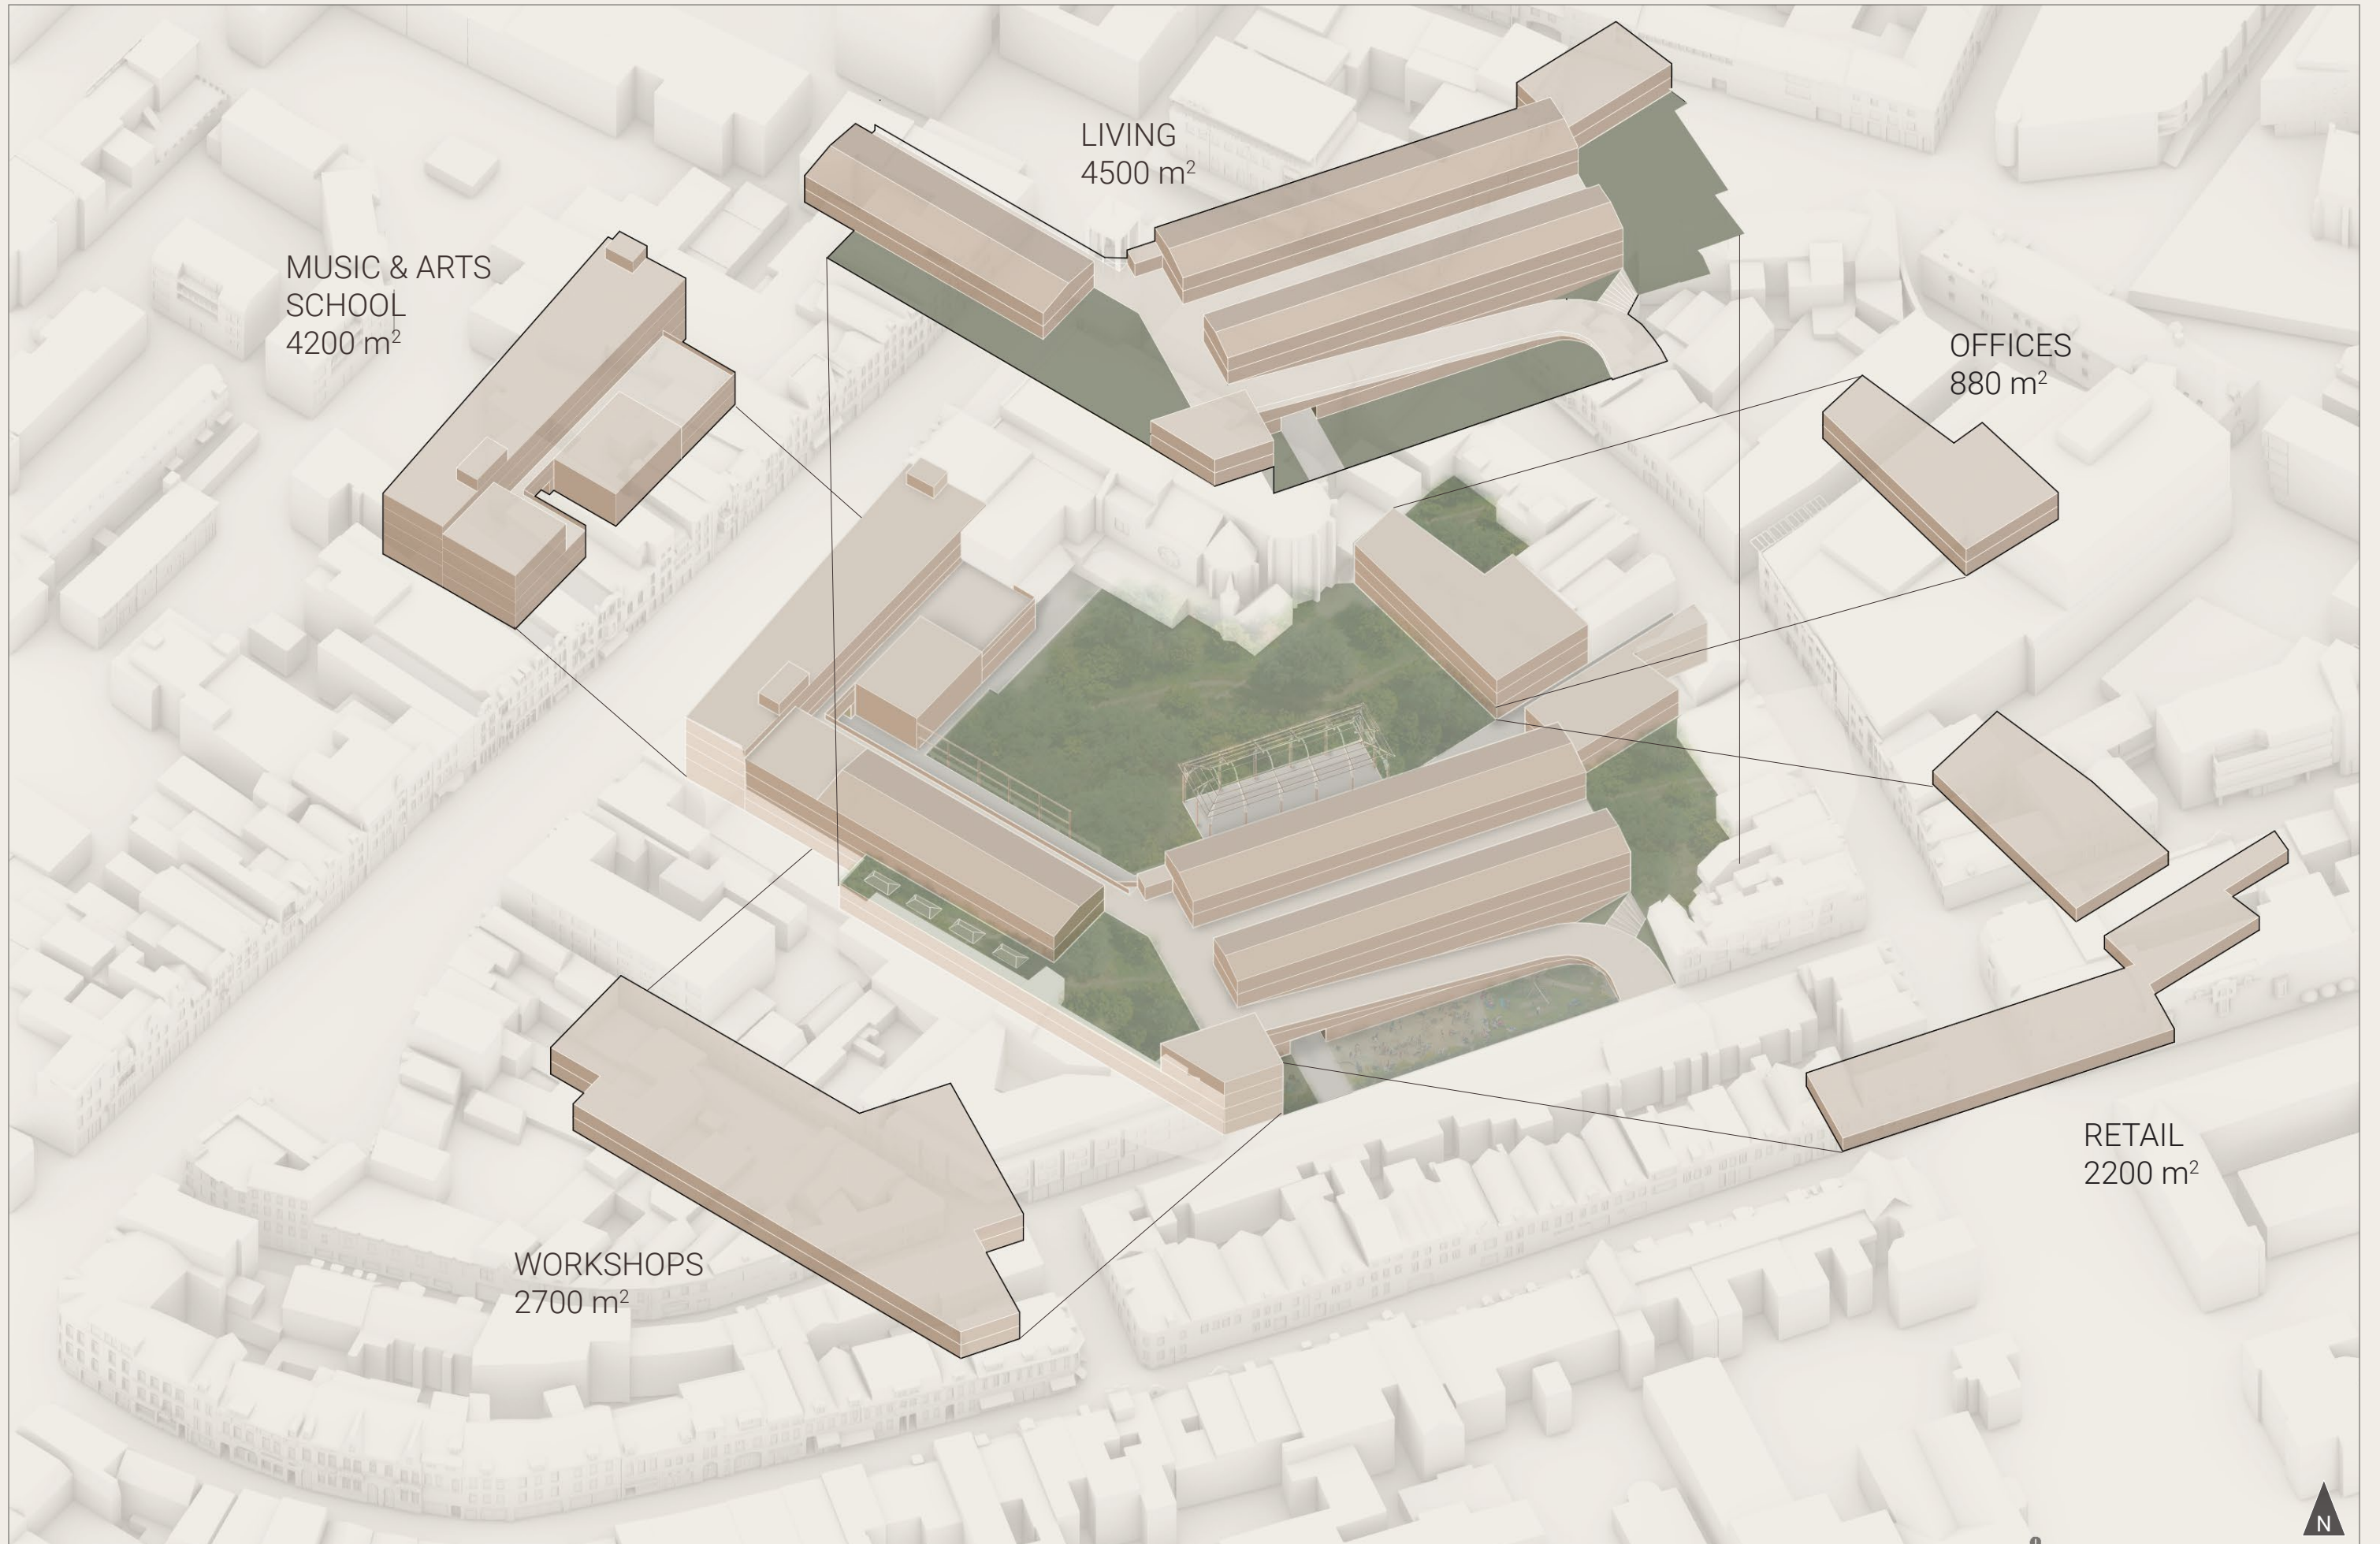 LIVING
4500 m²
MUSIC & ARTS
SCHOOL
4200 m²
OFFICES
880 m²
RETAIL
2200 m²
WORKSHOPS
2700 m²
N